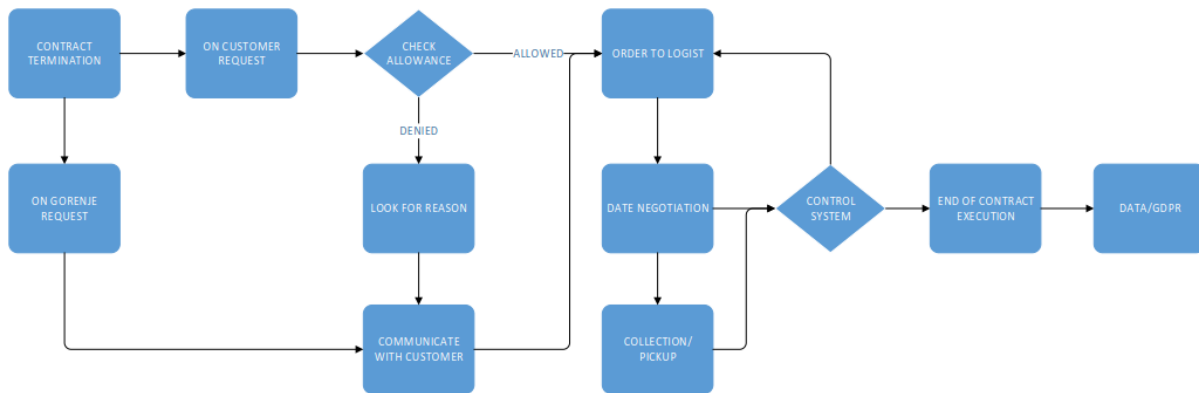 CONTRACT
TERMINATION
ON CUSTOMER
REQUEST
CHECK
ALLOWANCE
ALLOWED
ORDER TO LOGIST
DENIED
ON GORENJE
REQUEST
LOOK FOR REASON
DATE NEGOTIATION
CONTROL
SYSTEM
END OF CONTRACT
EXECUTION
DATA/GDPR
COMMUNICATE
WITH CUSTOMER
COLLECTION/
PICKUP